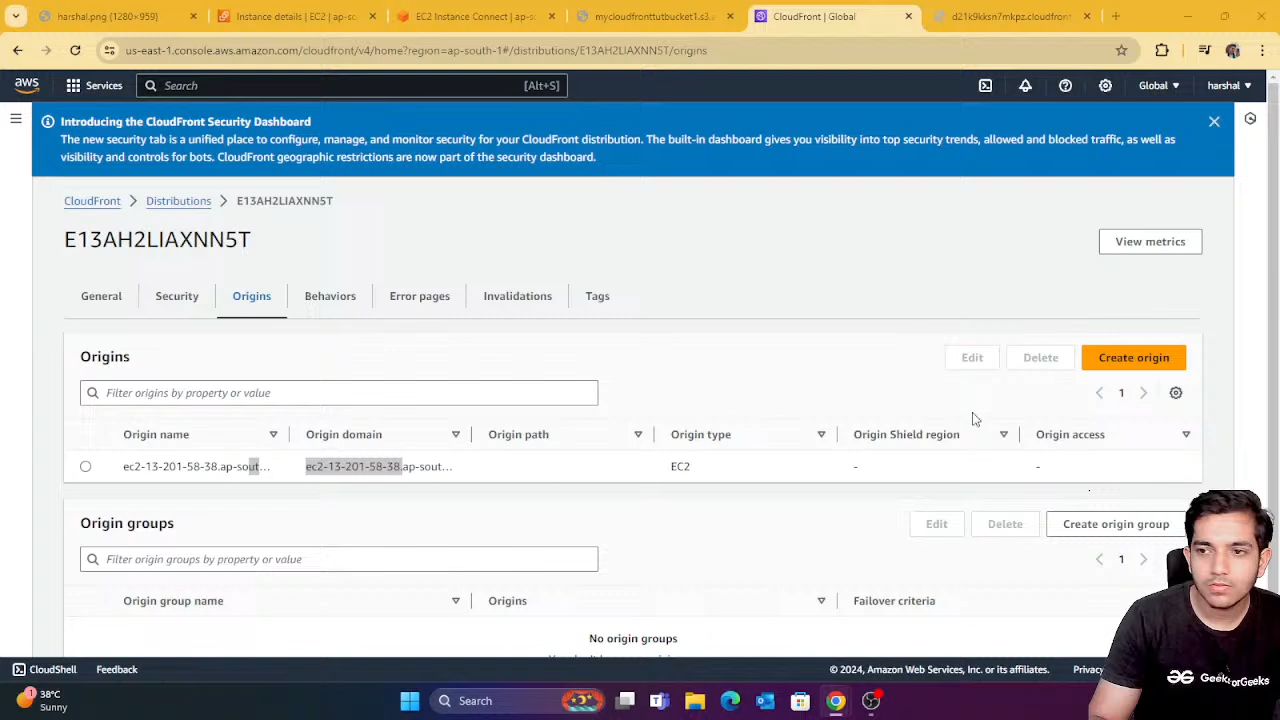 harshal.png (1280×959)
Instance details | EC2 | ap-so
EC2 Instance Connect | ap-so
mycloudfronttutbucket1.s3.a
CloudFront | Global
d21k9kksn7mkpz.cloudfront
us-east-1.console.aws.amazon.com/cloudfront/v4/home?region=ap-south-1#/distributions/E13AH2LIAXNN5T/origins
aws Services Search [Alt+S] Global harshal
Introducing the CloudFront Security Dashboard
The new security tab is a unified place to configure, manage, and monitor security for your CloudFront distribution. The built-in dashboard gives you visibility into top security trends, allowed and blocked traffic, as well as
visibility and controls for bots. CloudFront geographic restrictions are now part of the security dashboard.
CloudFront Distributions E13AH2LIAXNN5T
E13AH2LIAXNN5T
View metrics
General Security Origins Behaviors Error pages Invalidations Tags
Origins
Edit Delete Create origin
Filter origins by property or value
1
Origin name Origin domain Origin path Origin type Origin Shield region Origin access
ec2-13-201-58-38.ap-sout... ec2-13-201-58-38.ap-sout... EC2 - -
Origin groups
Edit Delete Create origin group
Filter origin groups by property or value
1
Origin group name Origins Failover criteria
No origin groups
CloudShell Feedback © 2024, Amazon Web Services, Inc. or its affiliates. Privacy
1
38°C
Sunny
Search
GeeksforGeeks